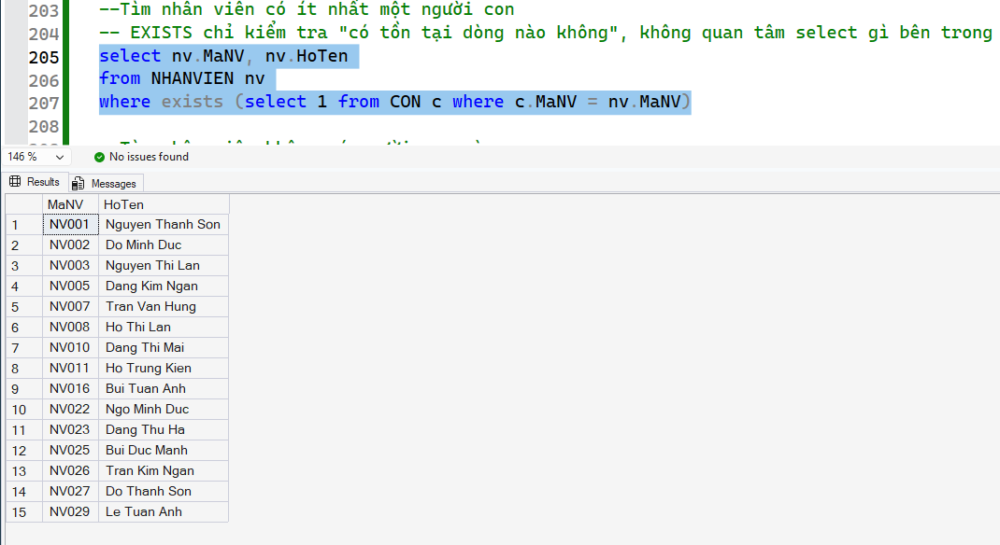 203 --Tìm nhân viên có ít nhất một người con
204 -- EXISTS chỉ kiểm tra "có tồn tại dòng nào không", không quan tâm select gì bên trong
205 select nv.MaNV, nv.HoTen
206 from NHANVIEN nv
207 where exists (select 1 from CON c where c.MaNV = nv.MaNV)
208
146 % No issues found
Results Messages
MaNV HoTen
1 NV001 Nguyen Thanh Son
2 NV002 Do Minh Duc
3 NV003 Nguyen Thi Lan
4 NV005 Dang Kim Ngan
5 NV007 Tran Van Hung
6 NV008 Ho Thi Lan
7 NV010 Dang Thi Mai
8 NV011 Ho Trung Kien
9 NV016 Bui Tuan Anh
10 NV022 Ngo Minh Duc
11 NV023 Dang Thu Ha
12 NV025 Bui Duc Manh
13 NV026 Tran Kim Ngan
14 NV027 Do Thanh Son
15 NV029 Le Tuan Anh